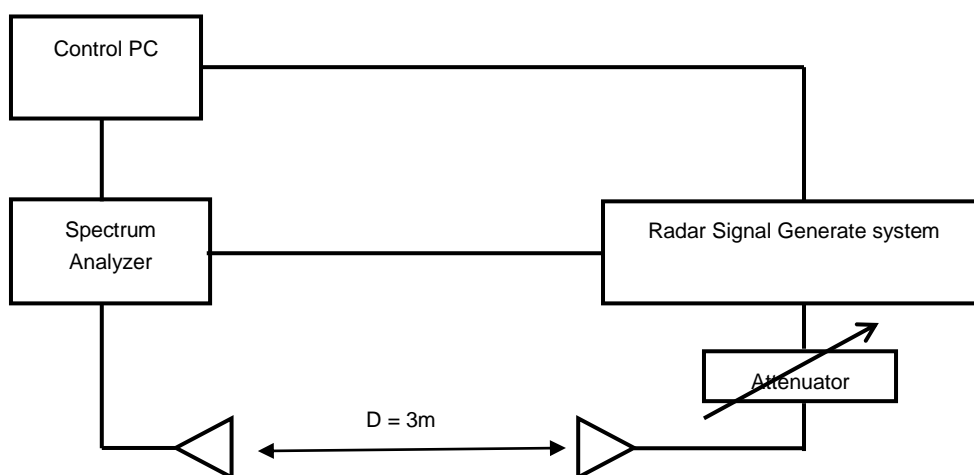 Control PC
Spectrum
Analyzer
Radar Signal Generate system
Attenuator
D = 3m